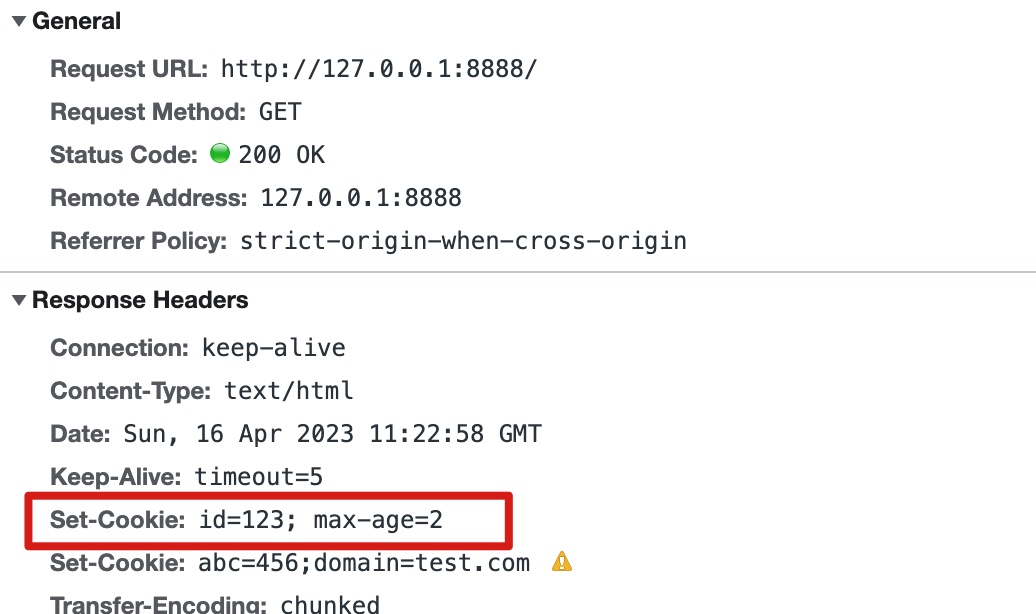 General
Request URL: http://127.0.0.1:8888/
Request Method: GET
Status Code: 200 OK
Remote Address: 127.0.0.1:8888
Referrer Policy: strict-origin-when-cross-origin
Response Headers
Connection: keep-alive
Content-Type: text/html
Date: Sun, 16 Apr 2023 11:22:58 GMT
Keep-Alive: timeout=5
Set-Cookie: id=123; max-age=2
Set-Cookie: abc=456;domain=test.com
Transfer-Encoding: chunked